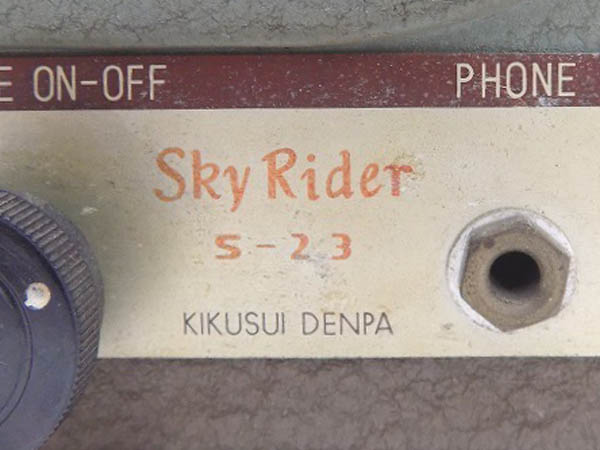 E ON-OFF PHONE
Sky Rider
S-23
KIKUSUI DENPA